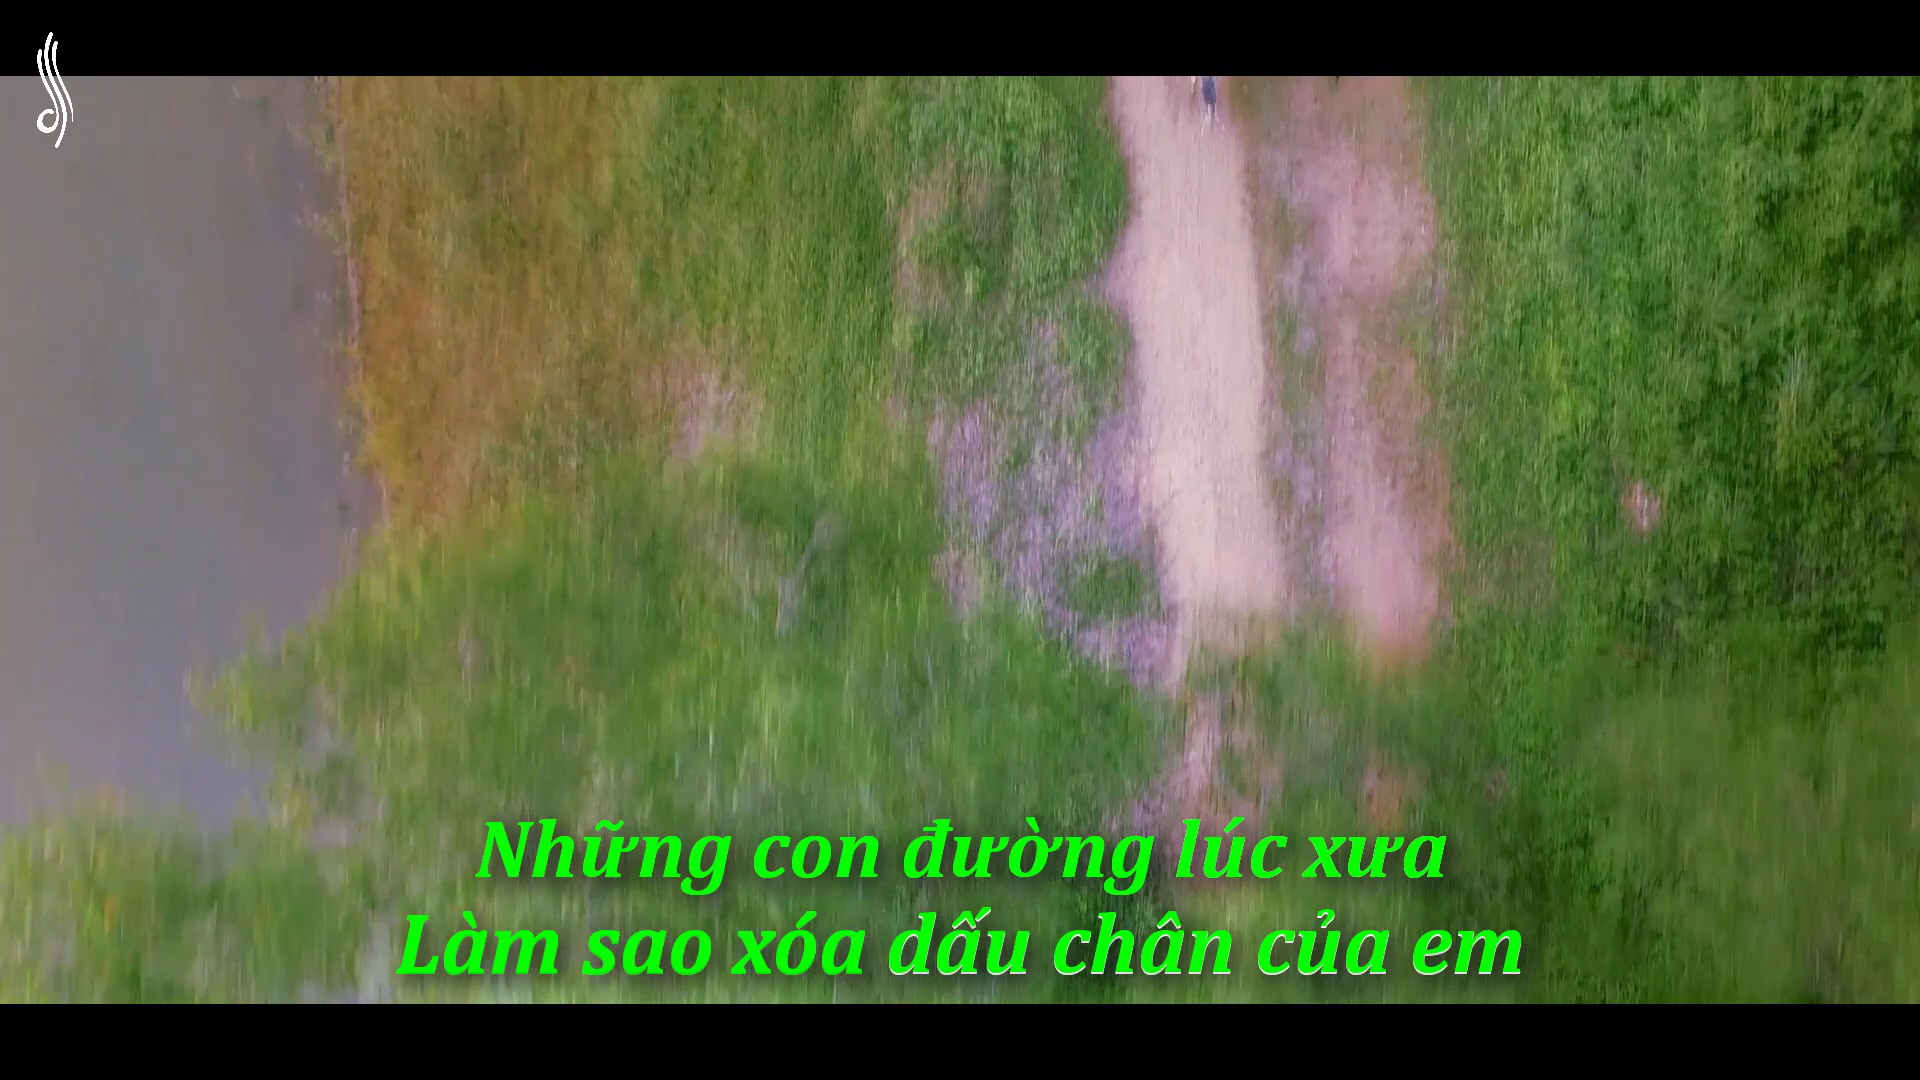 Những con đường lúc xưa
Làm sao xóa dấu chân của em